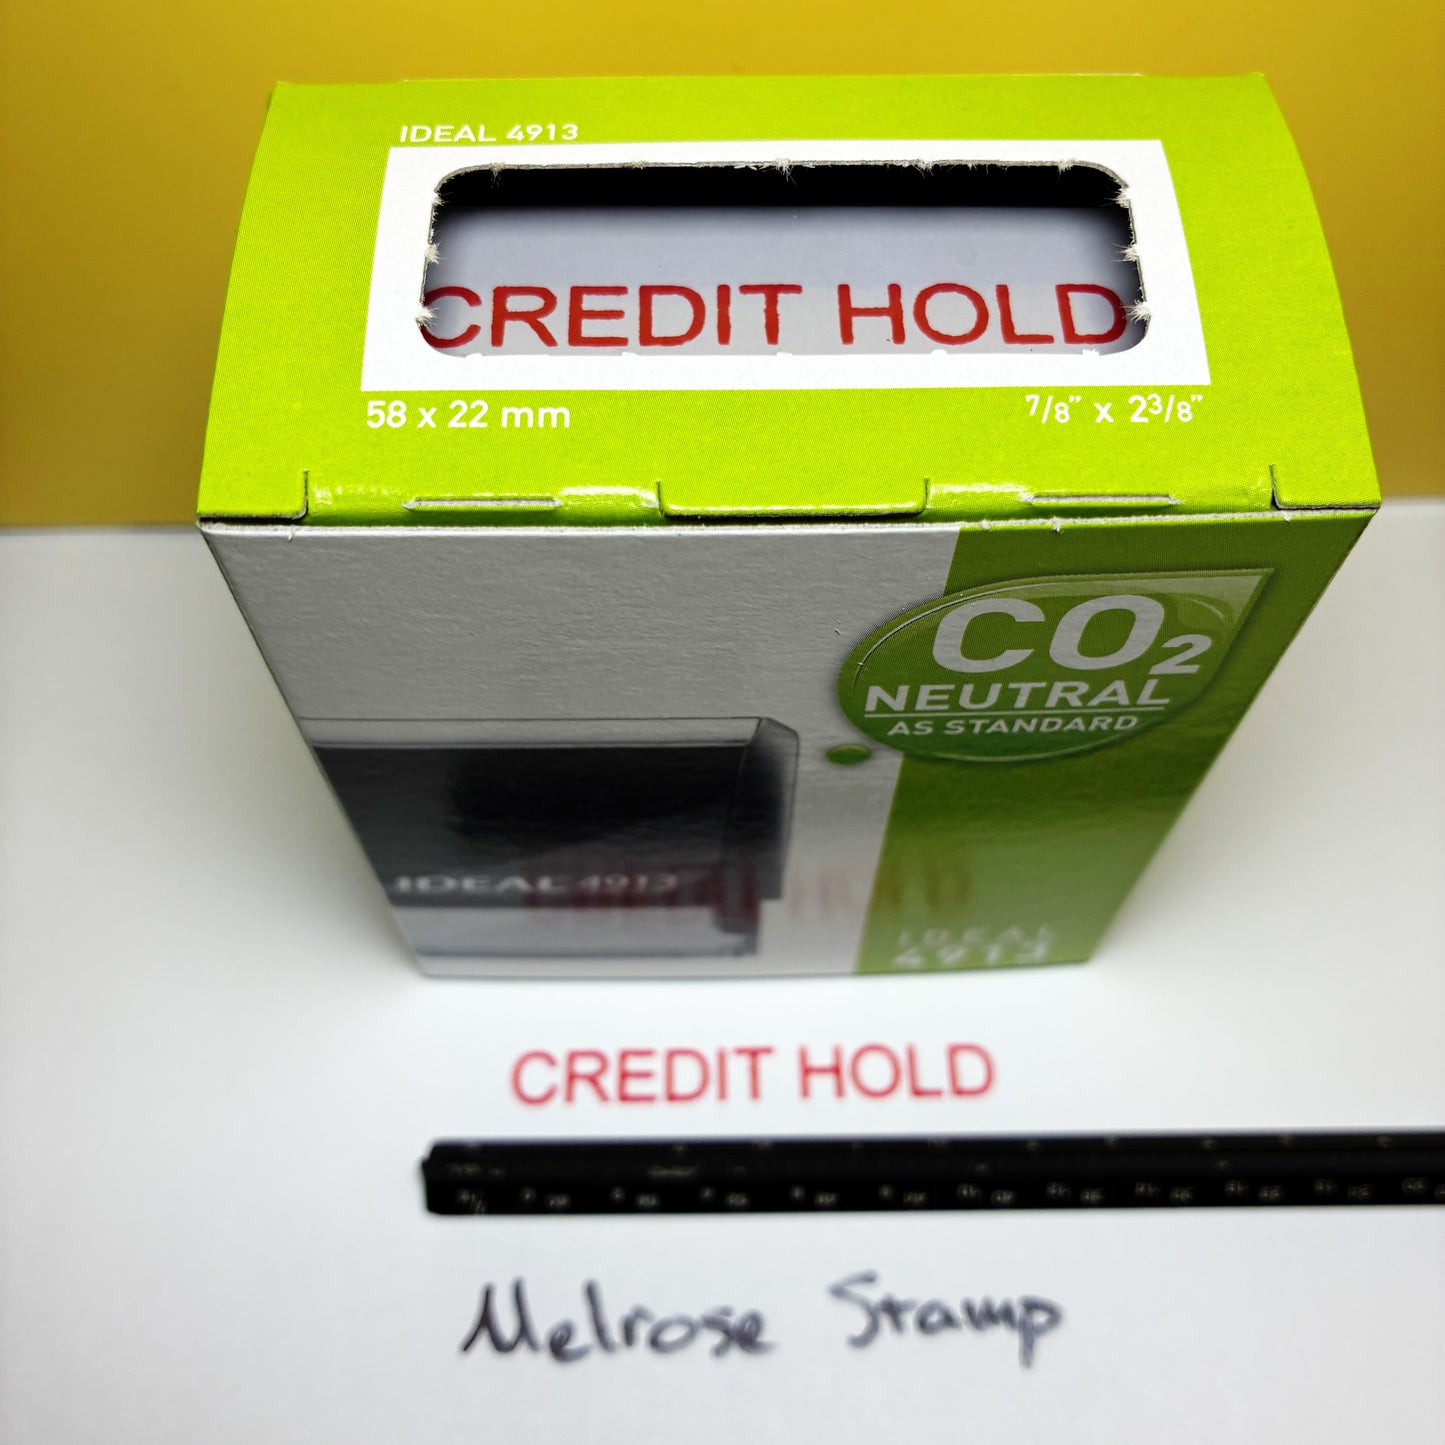 IDEAL 4913
CREDIT HOLD
58 x 22 mm
7/8" x 23/8"
CO2
NEUTRAL
AS STANDARD
IDEAL 4913
IDEAL
4913
CREDIT HOLD
Melrose Stamp